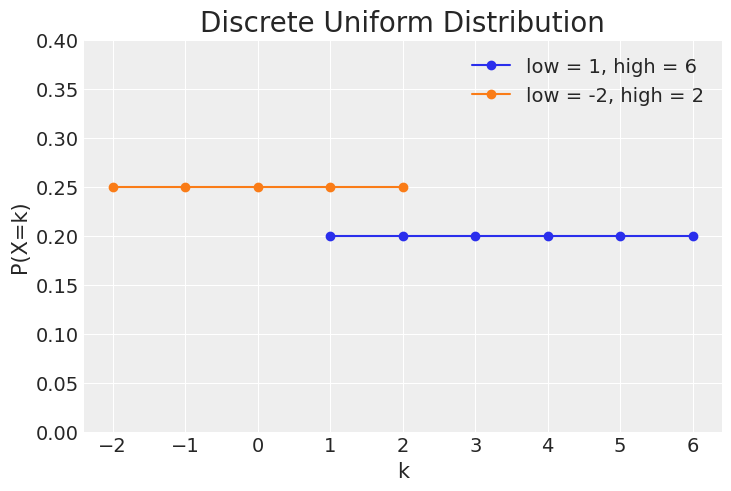 Discrete Uniform Distribution
low = 1, high = 6
low = -2, high = 2
0.40
0.35
0.30
0.25
0.20
0.15
0.10
0.05
0.00
P(X=k)
−2 −1 0 1 2 3 4 5 6
k